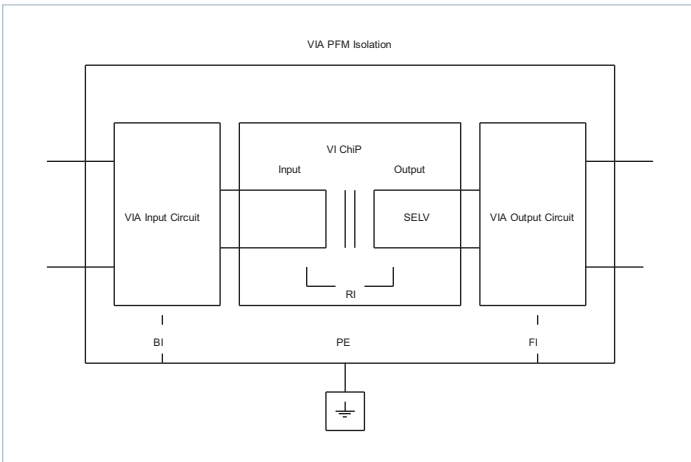 VIA PFM Isolation
VI ChiP
Input
Output
VIA Input Circuit
SELV
VIA Output Circuit
RI
BI
PE
FI